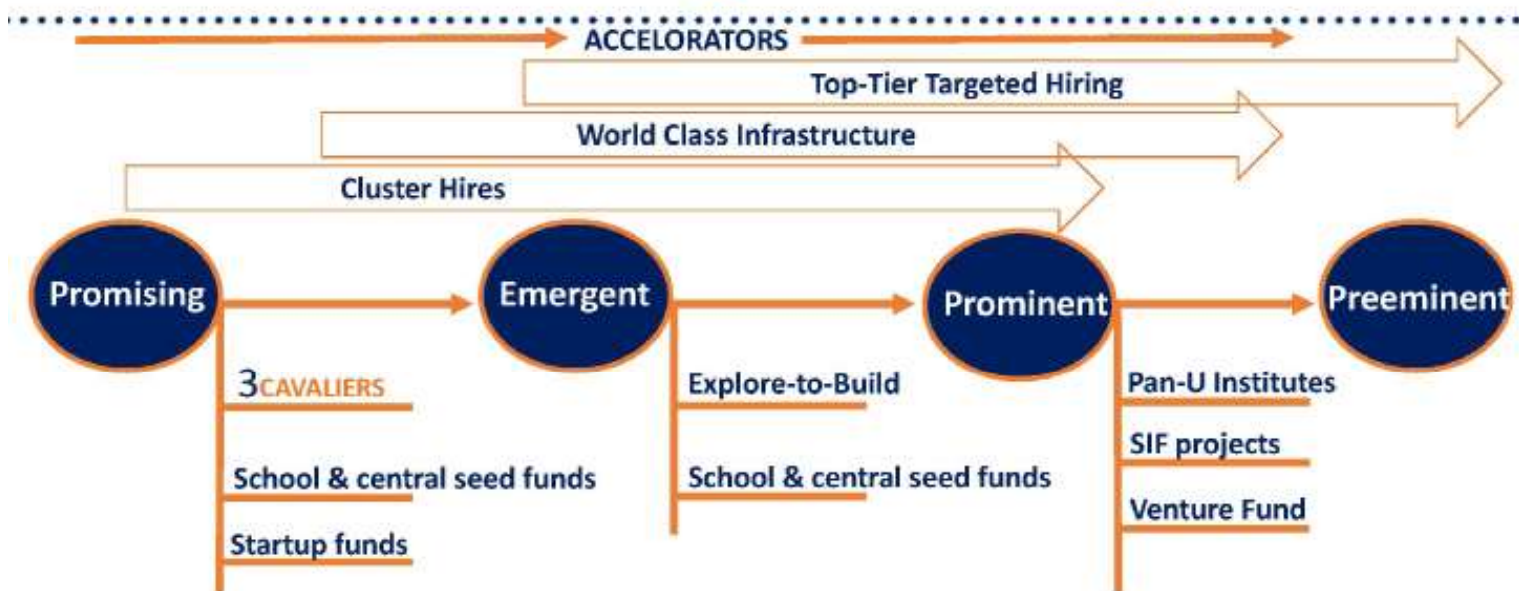 ACCELORATORS
Top-Tier Targeted Hiring
World Class Infrastructure
Cluster Hires
Promising
Emergent
Prominent
Preeminent
3CAVALIERS
School & central seed funds
Startup funds
Explore-to-Build
School & central seed funds
Pan-U Institutes
SIF projects
Venture Fund